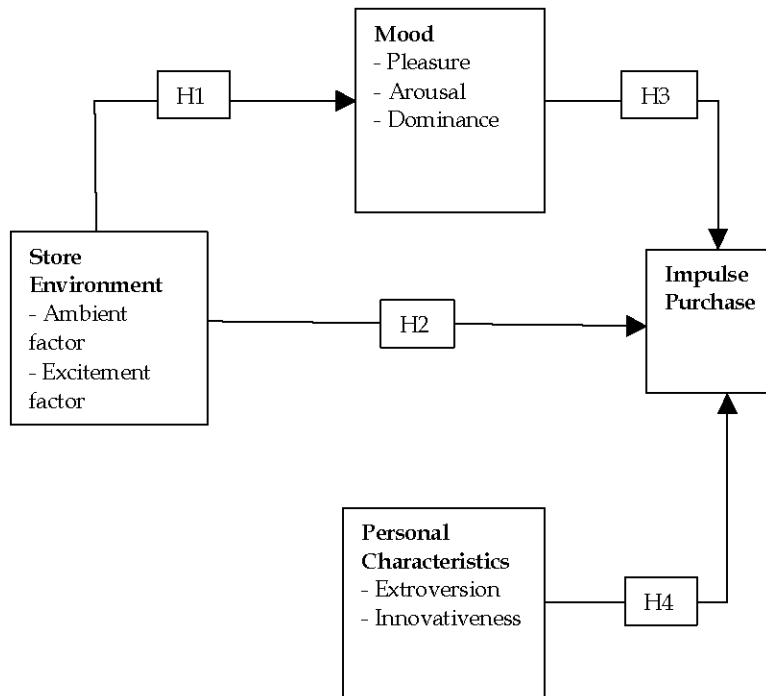 Mood
- Pleasure
- Arousal
- Dominance
H1
H3
Store
Environment
- Ambient
factor
- Excitement
factor
H2
Impulse
Purchase
Personal
Characteristics
- Extroversion
- Innovativeness
H4